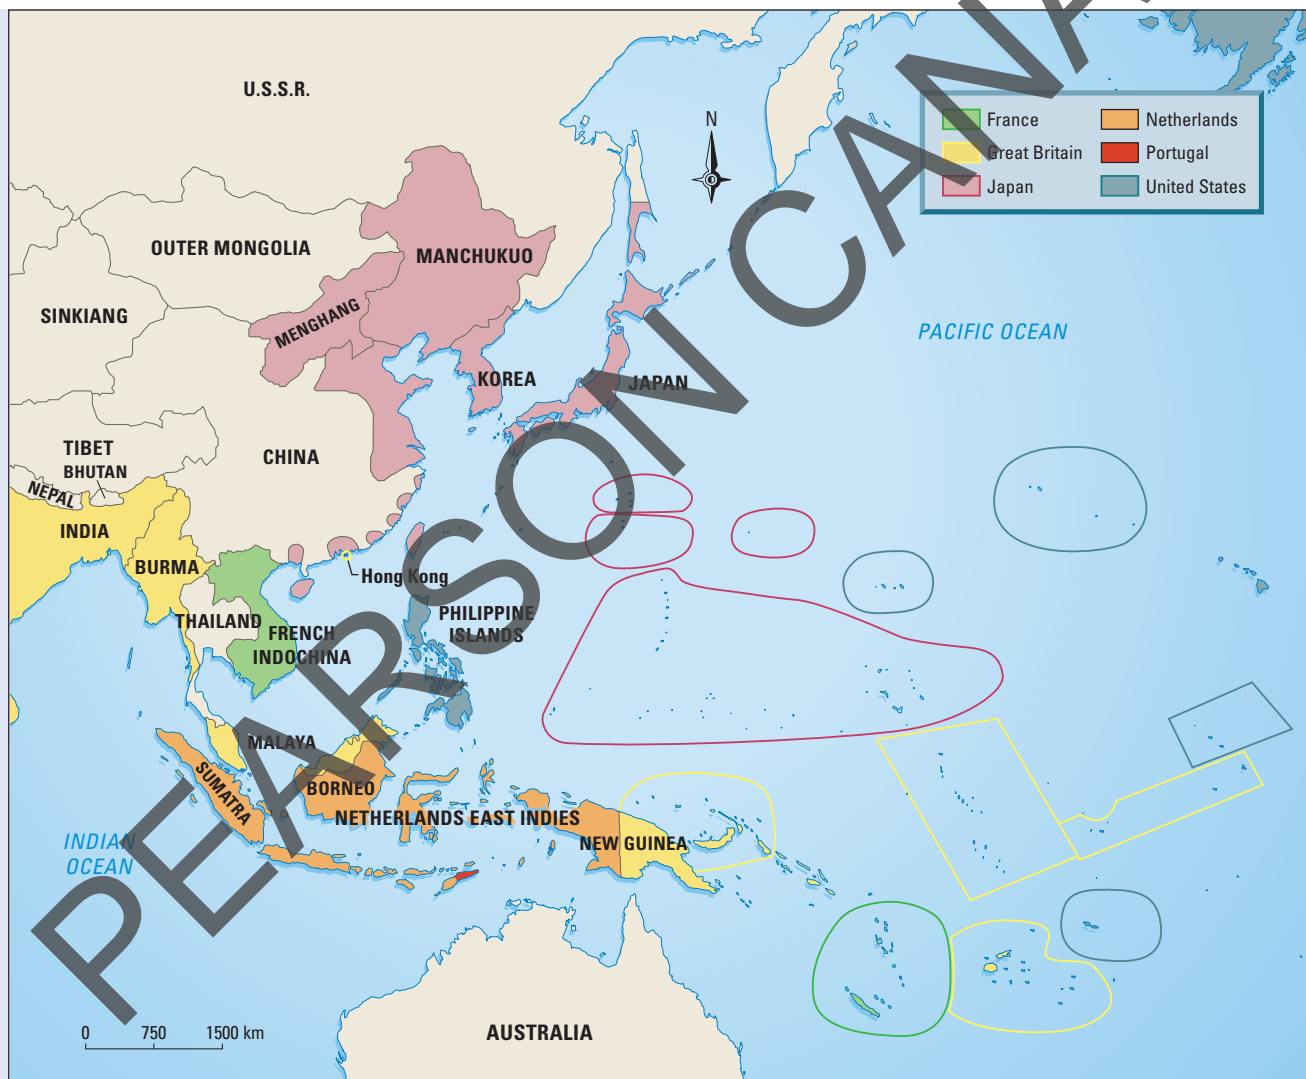 U.S.S.R.
N
France
Great Britain
Japan
Netherlands
Portugal
United States
OUTER MONGOLIA
MANCHUKUO
SINKIANG
MENGHANG
PACIFIC OCEAN
KOREA
JAPAN
TIBET
BHUTAN
NEPAL
CHINA
INDIA
BURMA
Hong Kong
THAILAND
PHILIPPINE
ISLANDS
FRENCH
INDOCHINA
MALAYA
SUMATRA
BORNEO
NETHERLANDS EAST INDIES
NEW GUINEA
INDIAN
OCEAN
0 750 1500 km
AUSTRALIA
PEARSON CANA